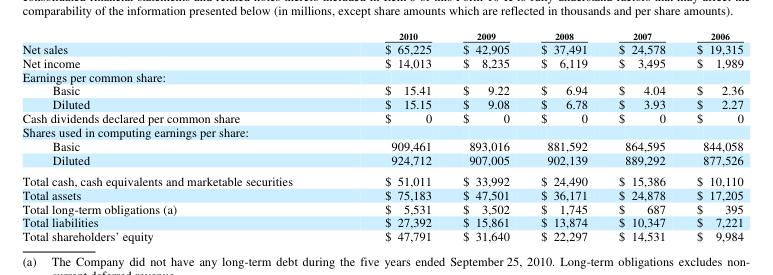 comparability of the information presented below (in millions, except share amounts which are reflected in thousands and per share amounts).
2010 2009 2008 2007 2006
Net sales $ 65,225 $ 42,905 $ 37,491 $ 24,578 $ 19,315
Net income $ 14,013 $ 8,235 $ 6,119 $ 3,495 $ 1,989
Earnings per common share:
Basic $ 15.41 $ 9.22 $ 6.94 $ 4.04 $ 2.36
Diluted $ 15.15 $ 9.08 $ 6.78 $ 3.93 $ 2.27
Cash dividends declared per common share $ 0 $ 0 $ 0 $ 0 $ 0
Shares used in computing earnings per share:
Basic 909,461 893,016 881,592 864,595 844,058
Diluted 924,712 907,005 902,139 889,292 877,526
Total cash, cash equivalents and marketable securities $ 51,011 $ 33,992 $ 24,490 $ 15,386 $ 10,110
Total assets $ 75,183 $ 47,501 $ 36,171 $ 24,878 $ 17,205
Total long-term obligations (a) $ 5,531 $ 3,502 $ 1,745 $ 687 $ 395
Total liabilities $ 27,392 $ 15,861 $ 13,874 $ 10,347 $ 7,221
Total shareholders' equity $ 47,791 $ 31,640 $ 22,297 $ 14,531 $ 9,984
(a) The Company did not have any long-term debt during the five years ended September 25, 2010. Long-term obligations excludes non-